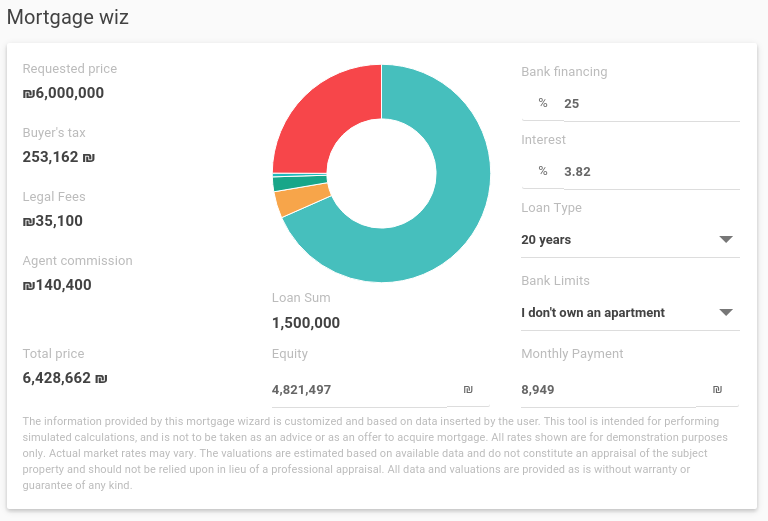 Mortgage wiz
Requested price
₪6,000,000
Buyer's tax
253,162 ₪
Legal Fees
₪35,100
Agent commission
₪140,400
Total price
6,428,662 ₪
Loan Sum
1,500,000
Equity
4,821,497 ₪
Bank financing
% 25
Interest
% 3.82
Loan Type
20 years
Bank Limits
I don't own an apartment
Monthly Payment
8,949 ₪
The information provided by this mortgage wizard is customized and based on data inserted by the user. This tool is intended for performing
simulated calculations, and is not to be taken as an advice or as an offer to acquire mortgage. All rates shown are for demonstration purposes
only. Actual market rates may vary. The valuations are estimated based on available data and do not constitute an appraisal of the subject
property and should not be relied upon in lieu of a professional appraisal. All data and valuations are provided as is without warranty or
guarantee of any kind.